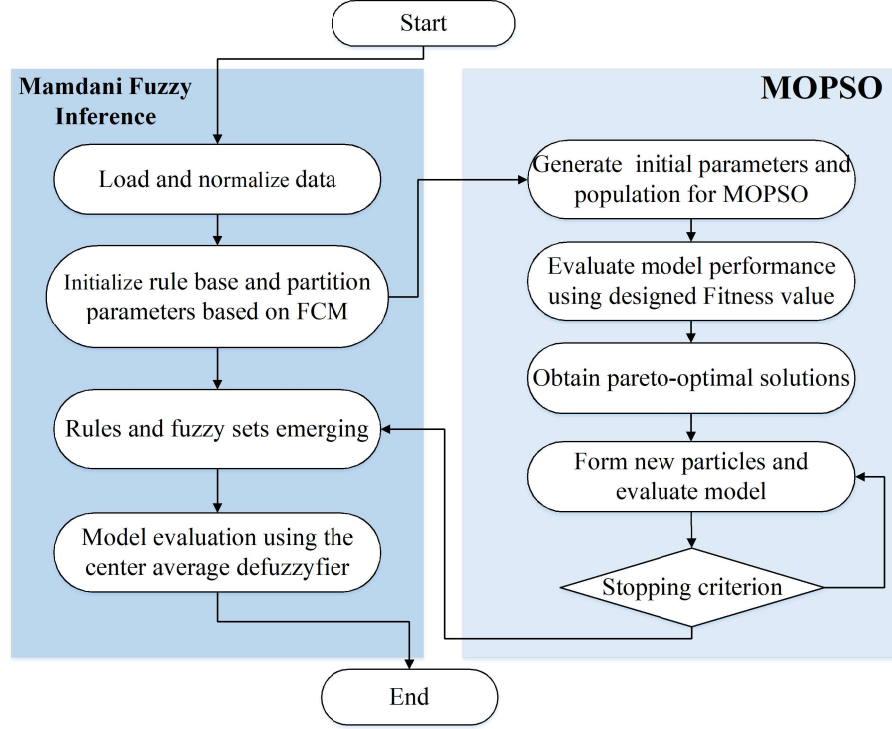 Start
Mamdani Fuzzy
Inference
Load and normalize data
Initialize rule base and partition
parameters based on FCM
Rules and fuzzy sets emerging
Model evaluation using the
center average defuzzyfier
MOPSO
Generate initial parameters and
population for MOPSO
Evaluate model performance
using designed Fitness value
Obtain pareto-optimal solutions
Form new particles and
evaluate model
Stopping criterion
End